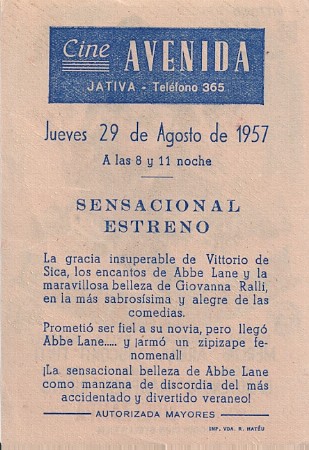 Cine AVENIDA
JATIVA - Teléfono 365
Jueves 29 de Agosto de 1957
A las 8 y 11 noche
SENSACIONAL
ESTRENO
La gracia insuperable de Vittorio de
Sica, los encantos de Abbe Lane y la
maravillosa belleza de Giovanna Ralli,
en la más sabrosísima y alegre de las
comedias.
Prometió ser fiel a su novia, pero llegó
Abbe Lane..... y ¡armó un zipizape fe-
nomenal!
¡La sensacional belleza de Abbe Lane
como manzana de discordia del más
accidentado y divertido veraneo!
AUTORIZADA MAYORES
IMP. VDA. R. MATÉU